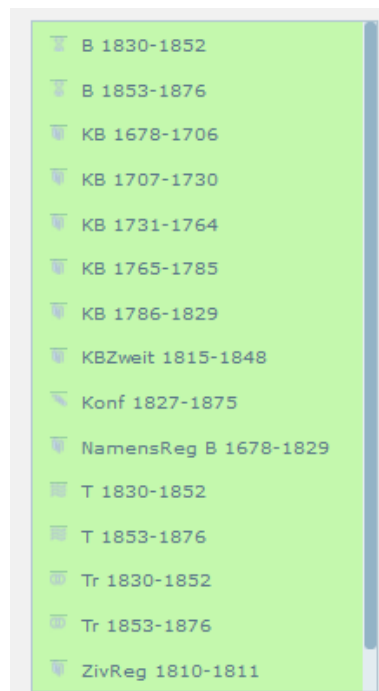 B 1830-1852
B 1853-1876
KB 1678-1706
KB 1707-1730
KB 1731-1764
KB 1765-1785
KB 1786-1829
KBZweit 1815-1848
Konf 1827-1875
NamensReg B 1678-1829
T 1830-1852
T 1853-1876
Tr 1830-1852
Tr 1853-1876
ZivReg 1810-1811